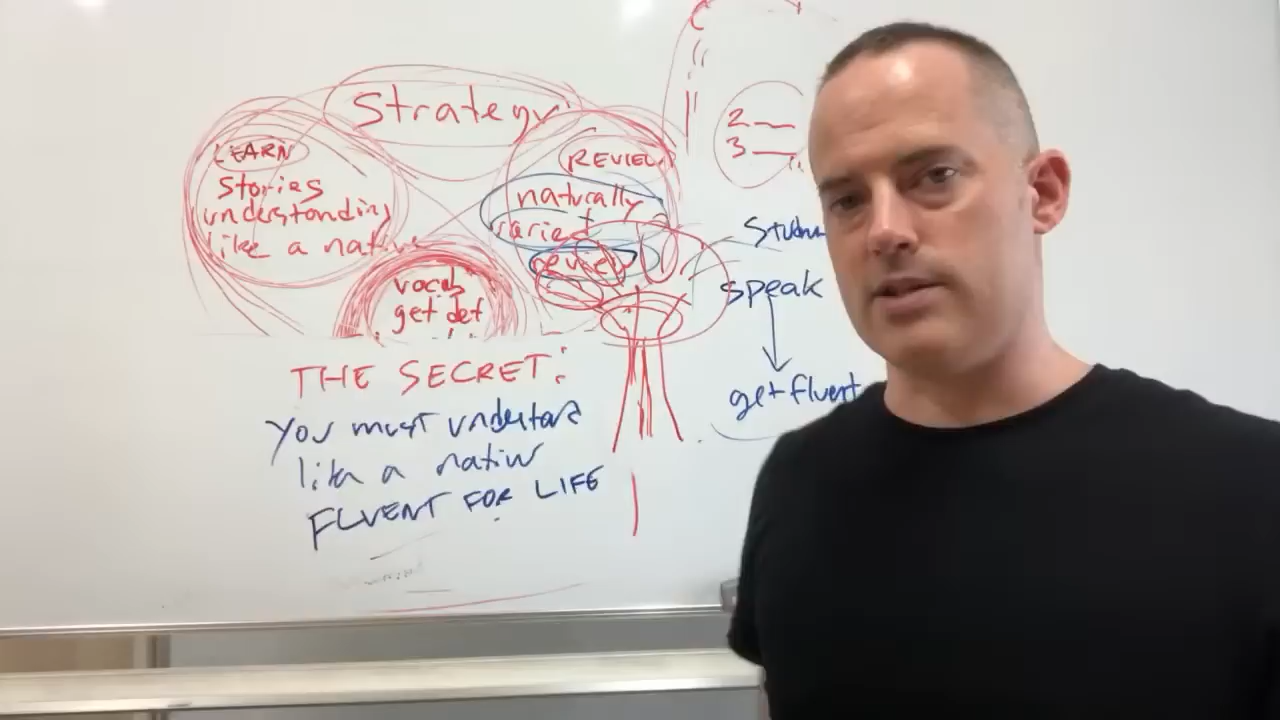 Strategy
LEARN
stories
understanding
like a native
vocab
get def
REVIEW
naturally
varied
review
2
3
speak
get fluent
THE SECRET:
You must understand
like a native
FLUENT FOR LIFE